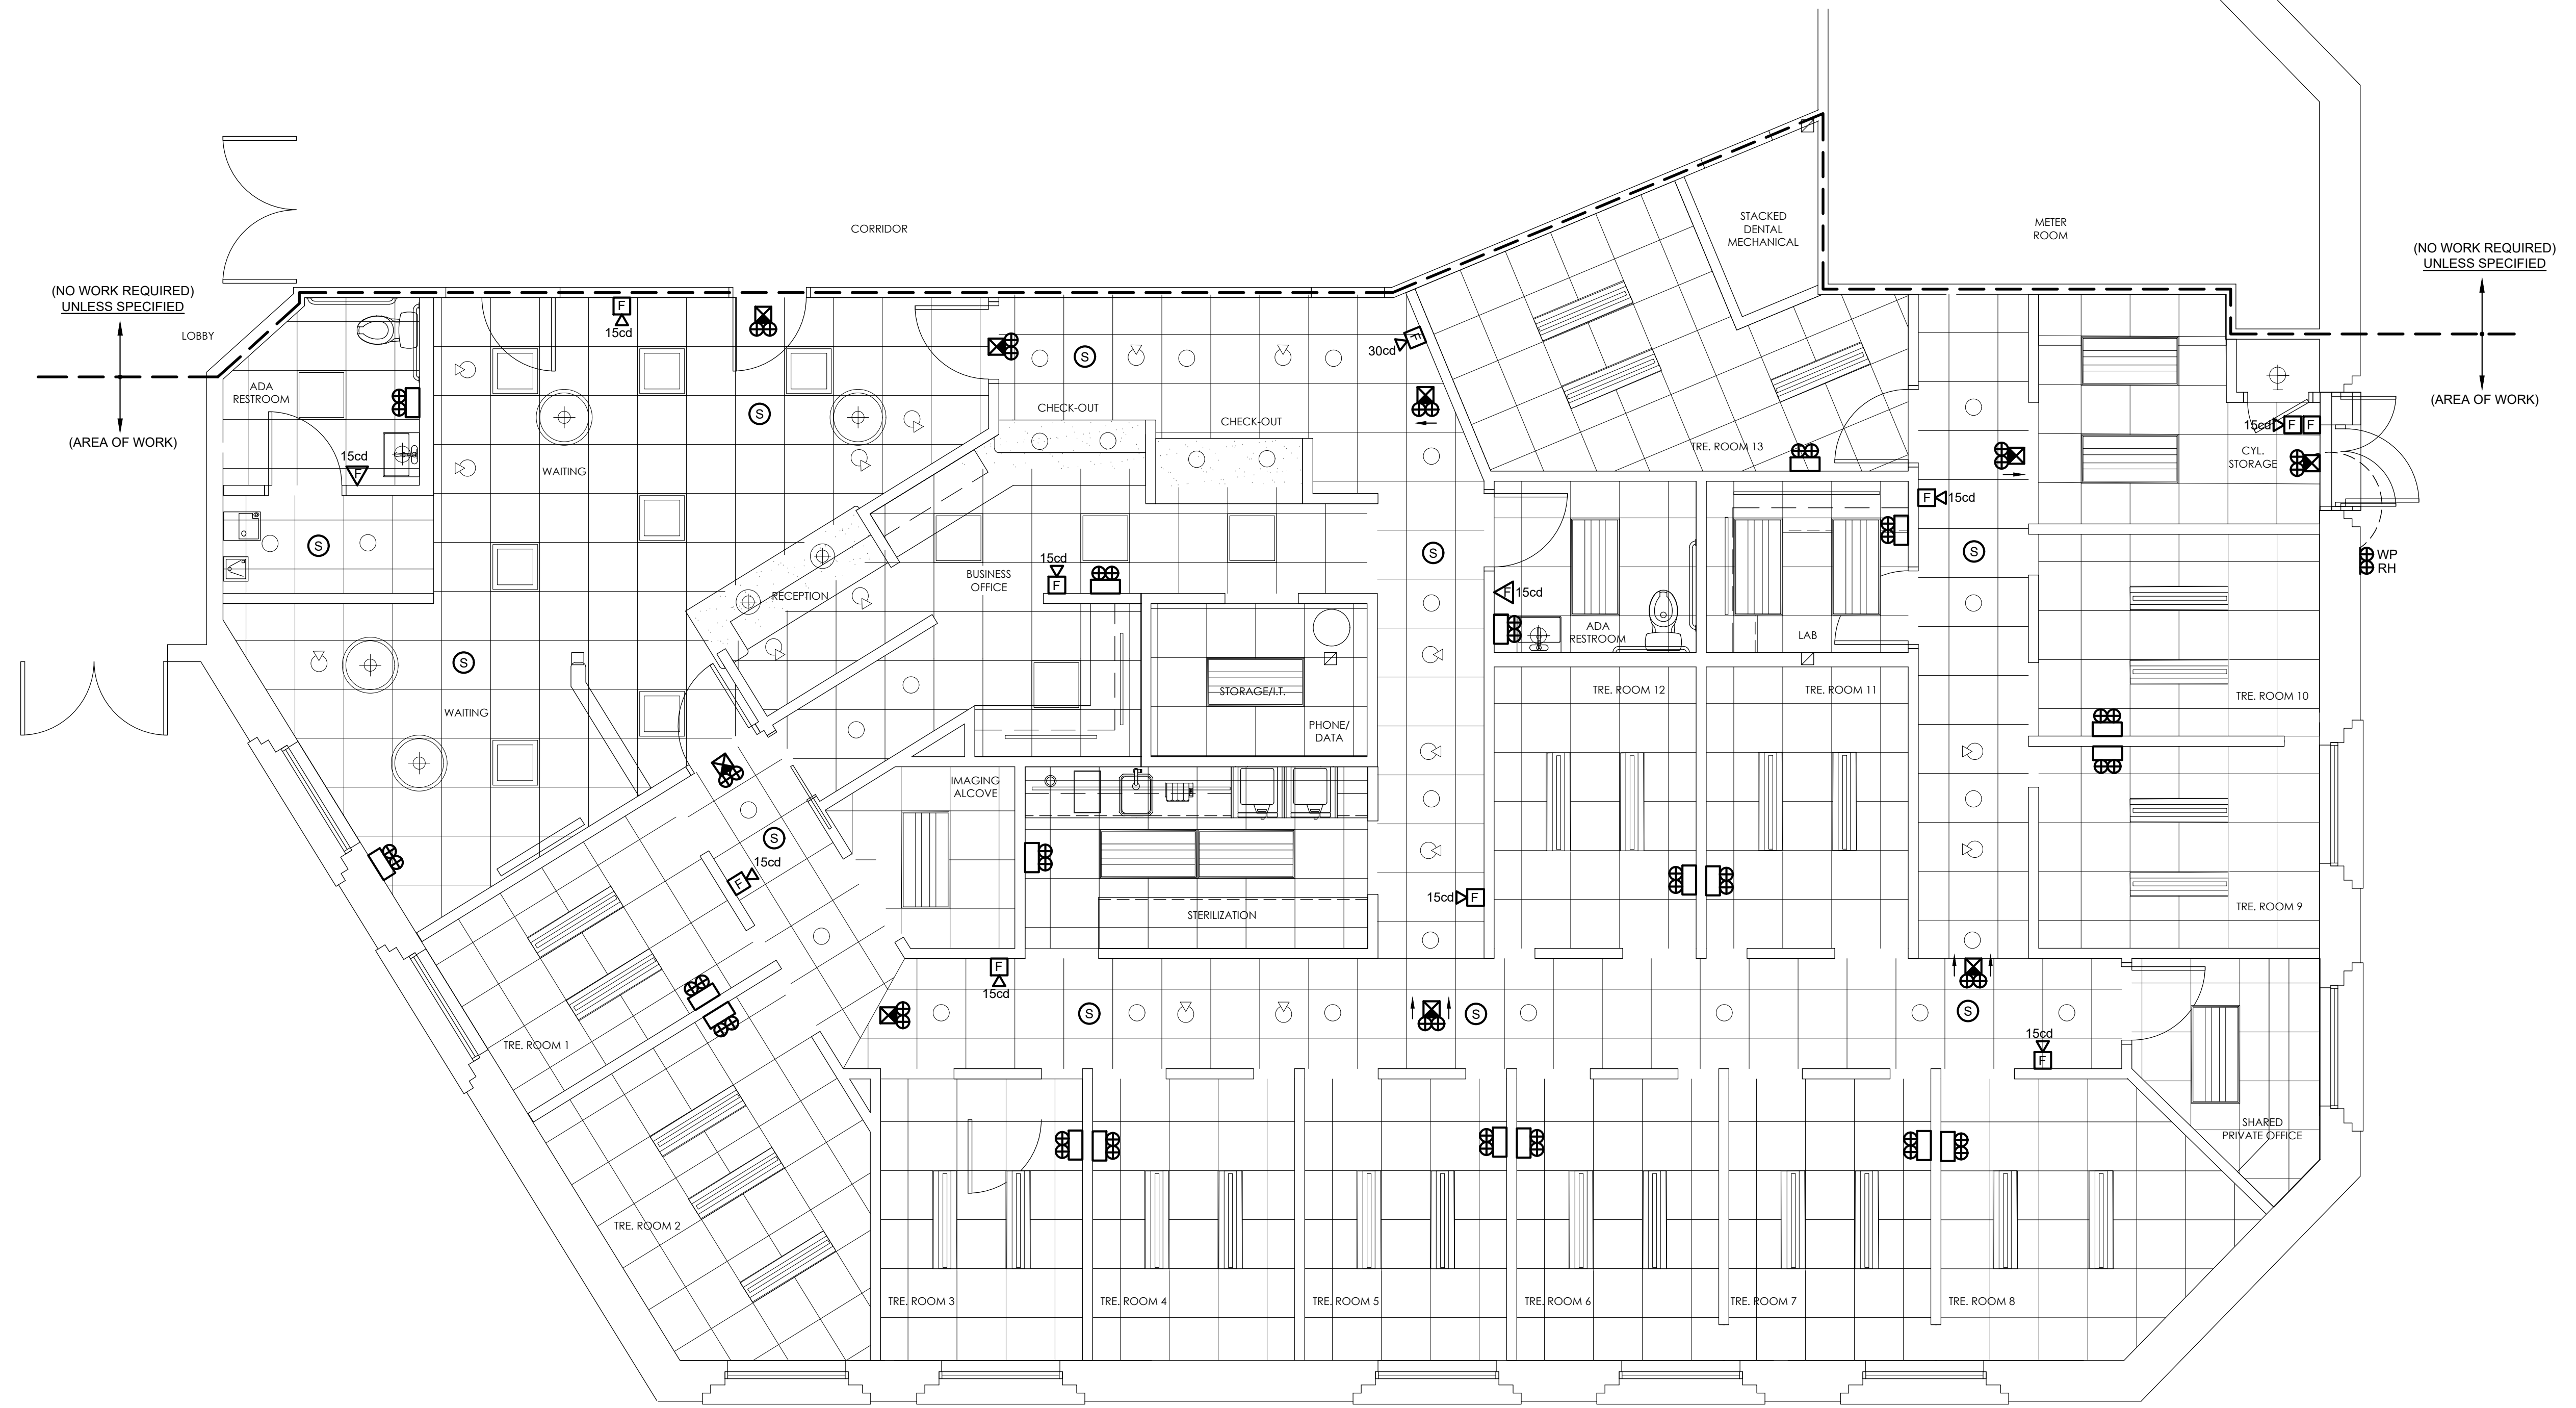 STACKED
DENTAL
MECHANICAL
METER
ROOM
CORRIDOR
(NO WORK REQUIRED)
UNLESS SPECIFIED
(NO WORK REQUIRED)
UNLESS SPECIFIED
LOBBY
(AREA OF WORK)
(AREA OF WORK)
F
15cd
F
30cd
ADA
RESTROOM
S
S
CHECK-OUT
CHECK-OUT
15cd
F
WAITING
TRE. ROOM 13
15cd
F
F
CYL.
STORAGE
F
15cd
S
S
S
WP
RH
15cd
F
BUSINESS
OFFICE
RECEPTION
F
15cd
ADA
RESTROOM
LAB
S
WAITING
STORAGE/I.T.
PHONE/
DATA
TRE. ROOM 12
TRE. ROOM 11
TRE. ROOM 10
IMAGING
ALCOVE
S
15cd
F
STERILIZATION
15cd
F
TRE. ROOM 9
F
15cd
S
S
S
15cd
F
TRE. ROOM 1
SHARED
PRIVATE OFFICE
TRE. ROOM 2
TRE. ROOM 3
TRE. ROOM 4
TRE. ROOM 5
TRE. ROOM 6
TRE. ROOM 7
TRE. ROOM 8